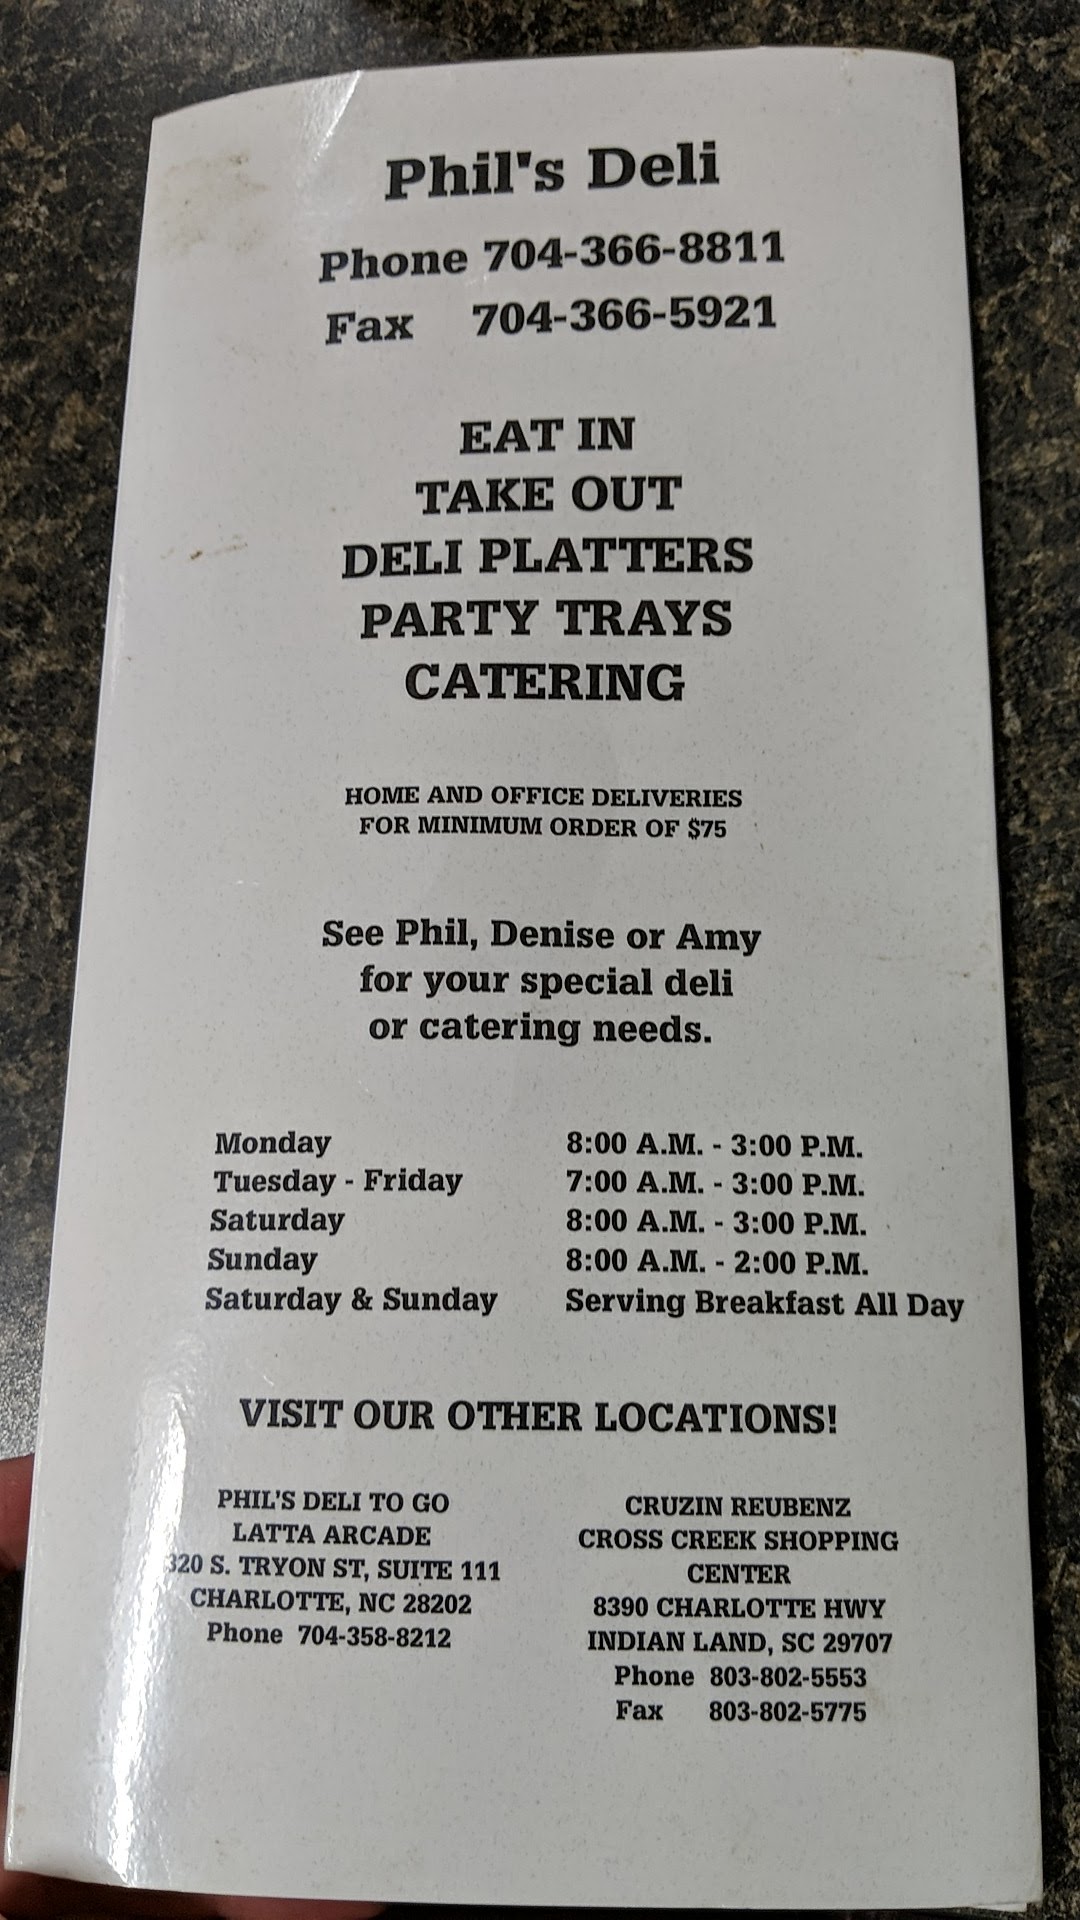 Phil's Deli
Phone 704-366-8811
Fax 704-366-5921
EAT IN
TAKE OUT
DELI PLATTERS
PARTY TRAYS
CATERING
HOME AND OFFICE DELIVERIES
FOR MINIMUM ORDER OF $75
See Phil, Denise or Amy
for your special deli
or catering needs.
Monday 8:00 A.M. - 3:00 P.M.
Tuesday - Friday 7:00 A.M. - 3:00 P.M.
Saturday 8:00 A.M. - 3:00 P.M.
Sunday 8:00 A.M. - 2:00 P.M.
Saturday & Sunday Serving Breakfast All Day
VISIT OUR OTHER LOCATIONS!
PHIL'S DELI TO GO
LATTA ARCADE
320 S. TRYON ST, SUITE 111
CHARLOTTE, NC 28202
Phone 704-358-8212
CRUZIN REUBENZ
CROSS CREEK SHOPPING
CENTER
8390 CHARLOTTE HWY
INDIAN LAND, SC 29707
Phone 803-802-5553
Fax 803-802-5775